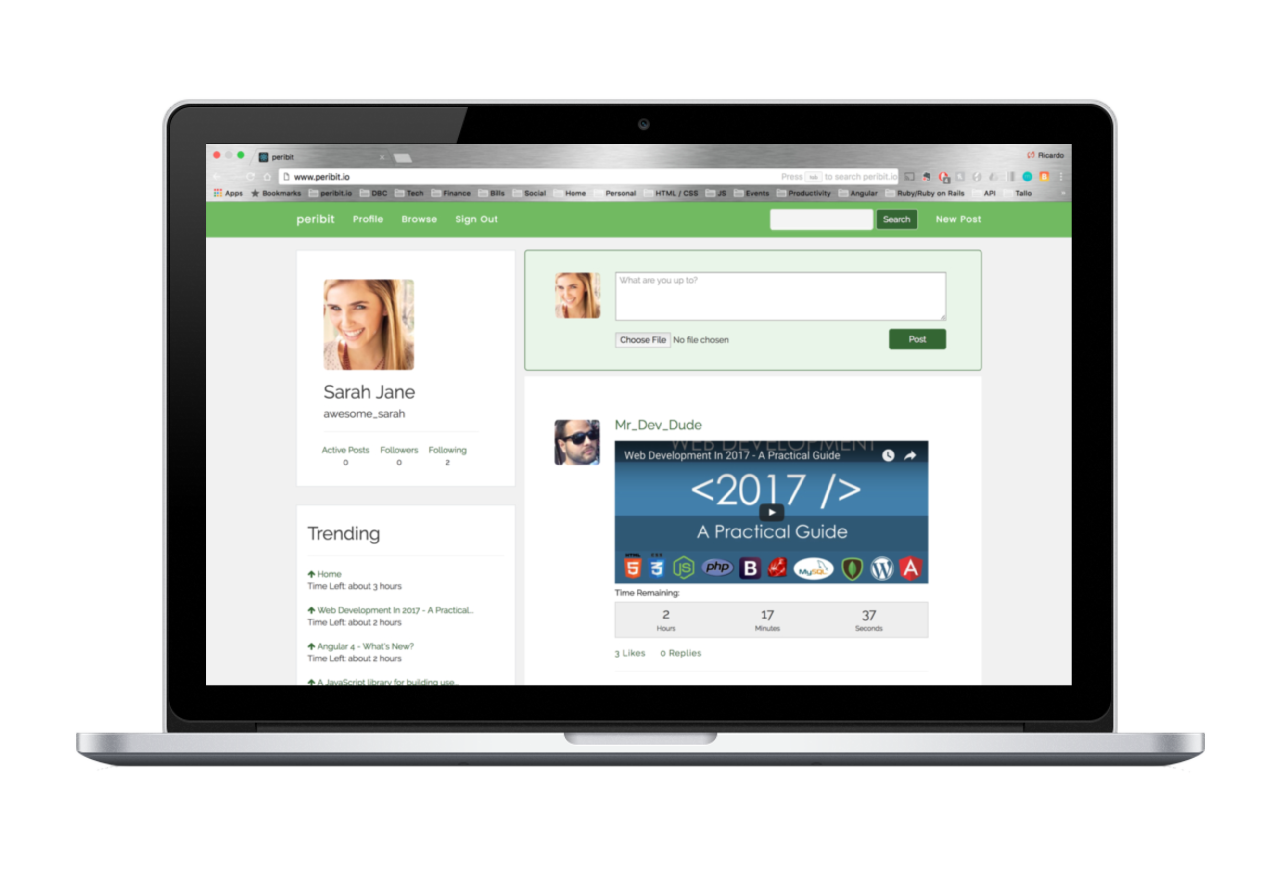 peribit
Ricardo
www.peribit.io
Press tab to search peribit.io
Apps Bookmarks peribit.io DBC Tech Finance Bills Social Home Personal HTML / CSS JS Events Productivity Angular Ruby/Ruby on Rails API Tallo
peribit Profile Browse Sign Out Search New Post
Sarah Jane
awesome_sarah
Active Posts Followers Following
0 0 2
Trending
Home
Time Left: about 3 hours
Web Development In 2017 - A Practical...
Time Left: about 2 hours
Angular 4 - What's New?
Time Left: about 2 hours
A JavaScript library for building use...
What are you up to?
Choose File No file chosen
Post
Mr_Dev_Dude
WEB DEVELOPMENT
Web Development In 2017 - A Practical Guide
<2017 />
A Practical Guide
HTML CSS
5 3 JS php B MySQL W A
Time Remaining:
2 17 37
Hours Minutes Seconds
3 Likes 0 Replies